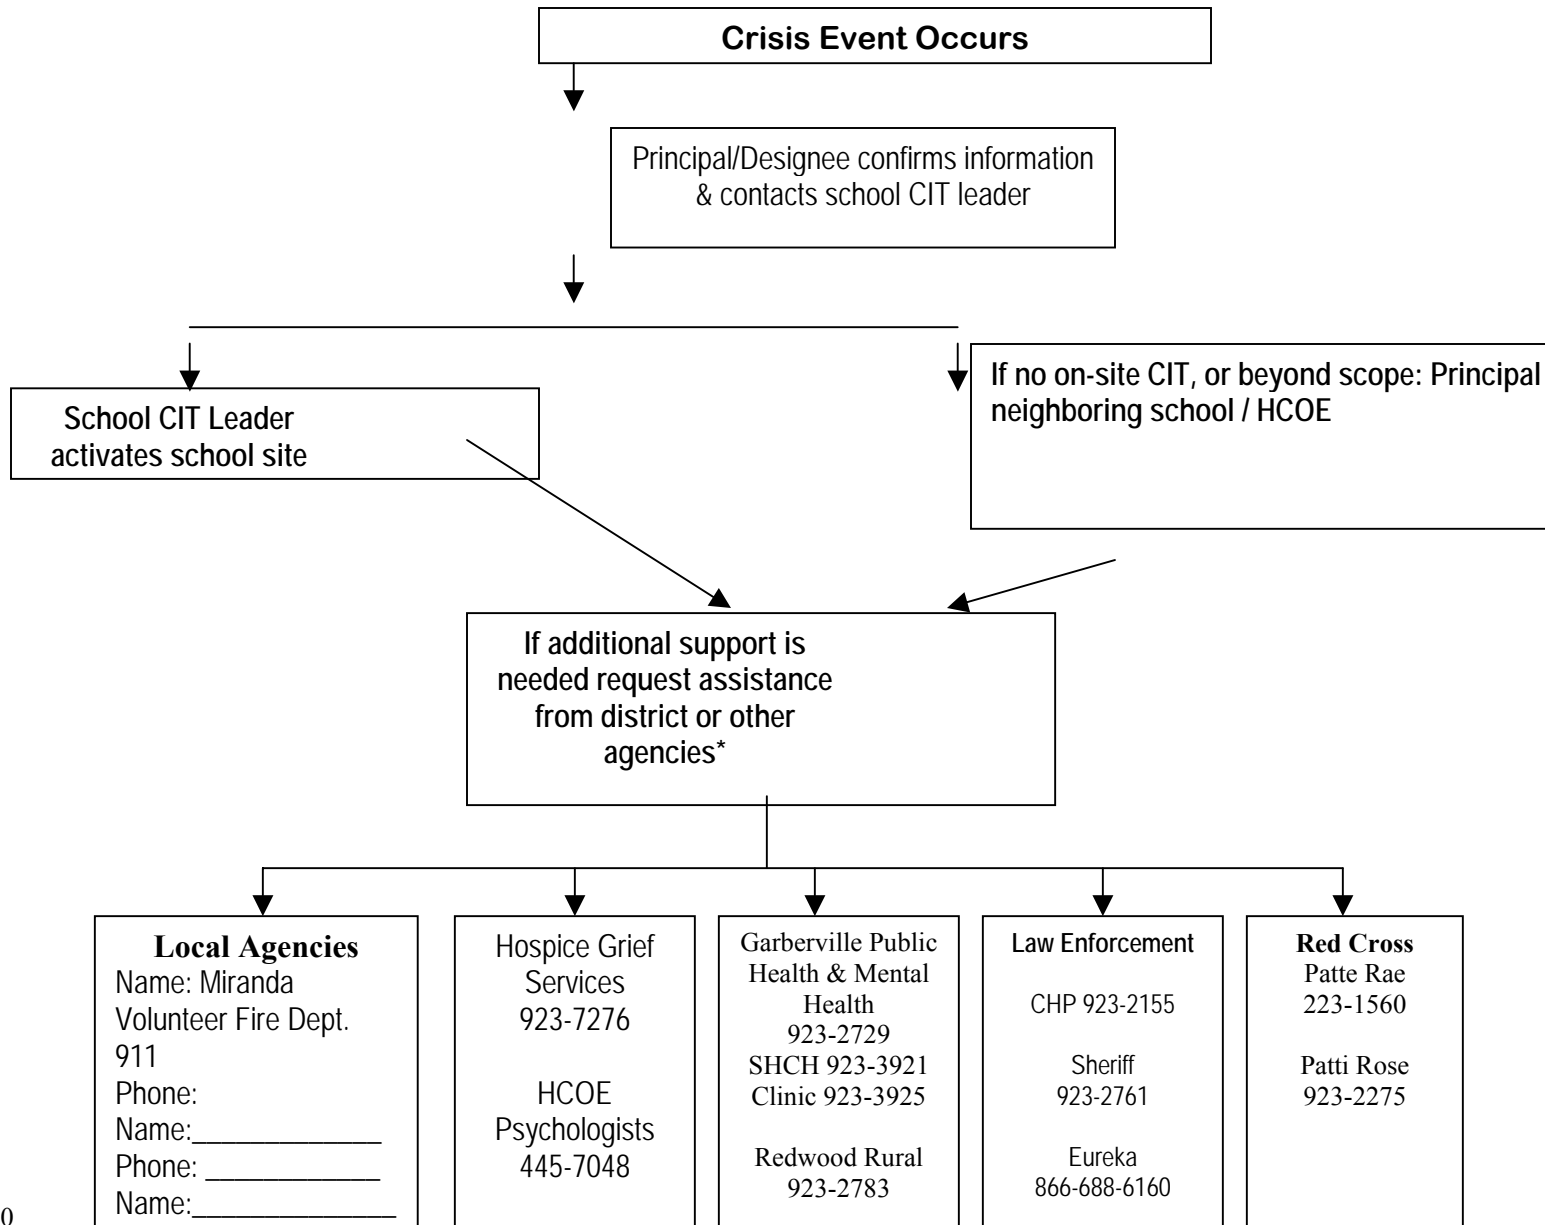 Crisis Event Occurs
Principal/Designee confirms information
& contacts school CIT leader
School CIT Leader
activates school site
If no on-site CIT, or beyond scope: Principal
neighboring school / HCOE
If additional support is
needed request assistance
from district or other
agencies*
Local Agencies
Name: Miranda
Volunteer Fire Dept.
911
Phone:
Name:_____________
Phone: ____________
Name:______________
Hospice Grief
Services
923-7276
HCOE
Psychologists
445-7048
Garberville Public
Health & Mental
Health
923-2729
SHCH 923-3921
Clinic 923-3925
Redwood Rural
923-2783
Law Enforcement
CHP 923-2155
Sheriff
923-2761
Eureka
866-688-6160
Red Cross
Patte Rae
223-1560
Patti Rose
923-2275
0